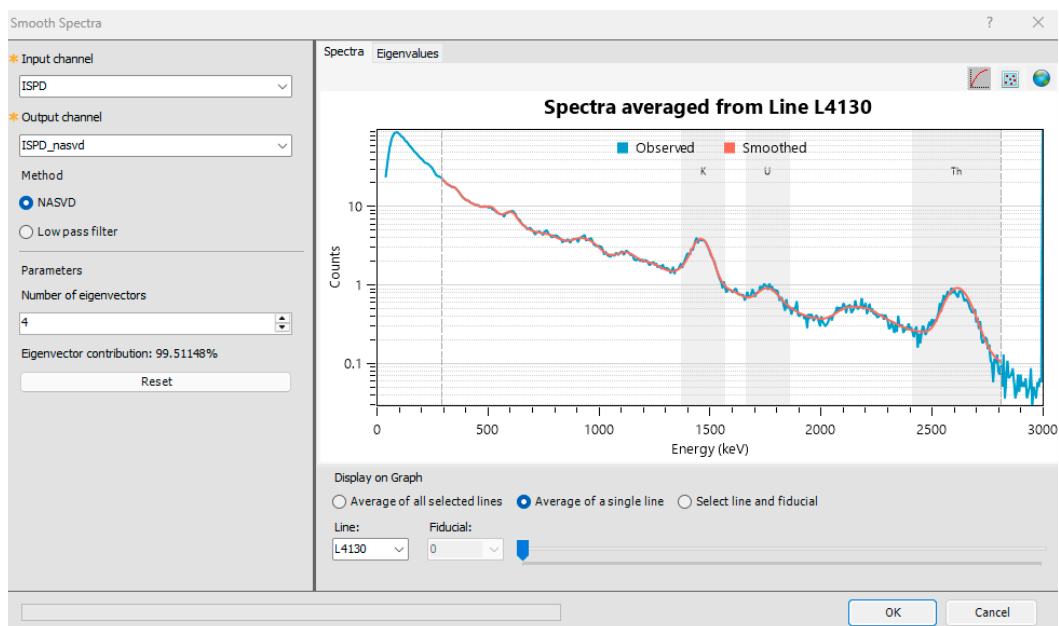 Smooth Spectra
? ×
* Input channel
ISPD
* Output channel
ISPD_nasvd
Method
NASVD
Low pass filter
Parameters
Number of eigenvectors
4
Eigenvector contribution: 99.51148%
Reset
Spectra Eigenvalues
Spectra averaged from Line L4130
Observed Smoothed
K U Th
10
1
0.1
Counts
0 500 1000 1500 2000 2500 3000
Energy (keV)
Display on Graph
Average of all selected lines Average of a single line Select line and fiducial
Line: Fiducial:
L4130 0
OK Cancel